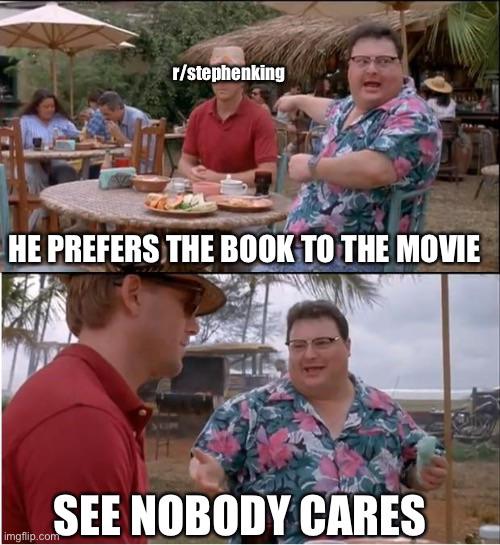 r/stephenking
HE PREFERS THE BOOK TO THE MOVIE
SEE NOBODY CARES
imgflip.com